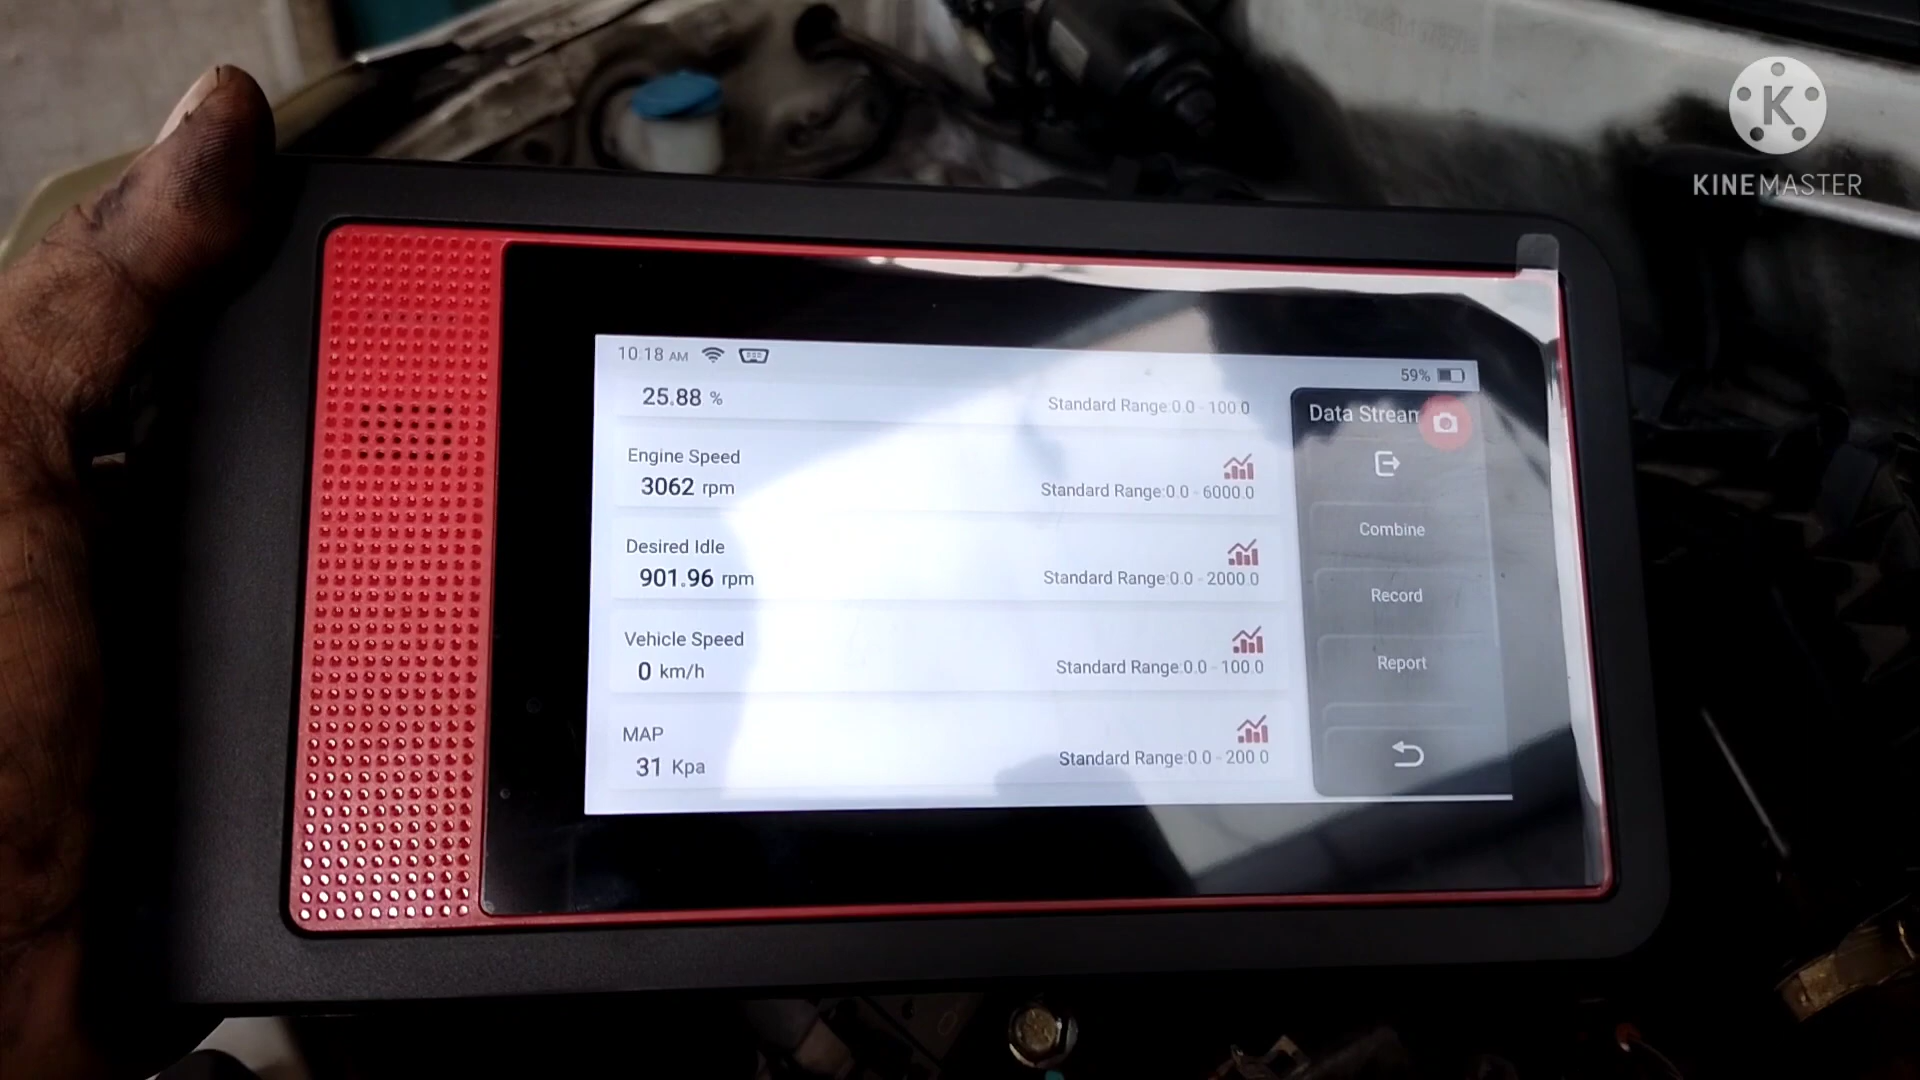 KINEMASTER
10:18 AM
59%
25.88 %
Standard Range:0.0 - 100.0
Engine Speed
3062 rpm
Standard Range:0.0 - 6000.0
Desired Idle
901.96 rpm
Standard Range:0.0 - 2000.0
Vehicle Speed
0 km/h
Standard Range:0.0 - 100.0
MAP
31 Kpa
Standard Range:0.0 - 200.0
Data Stream
Combine
Record
Report